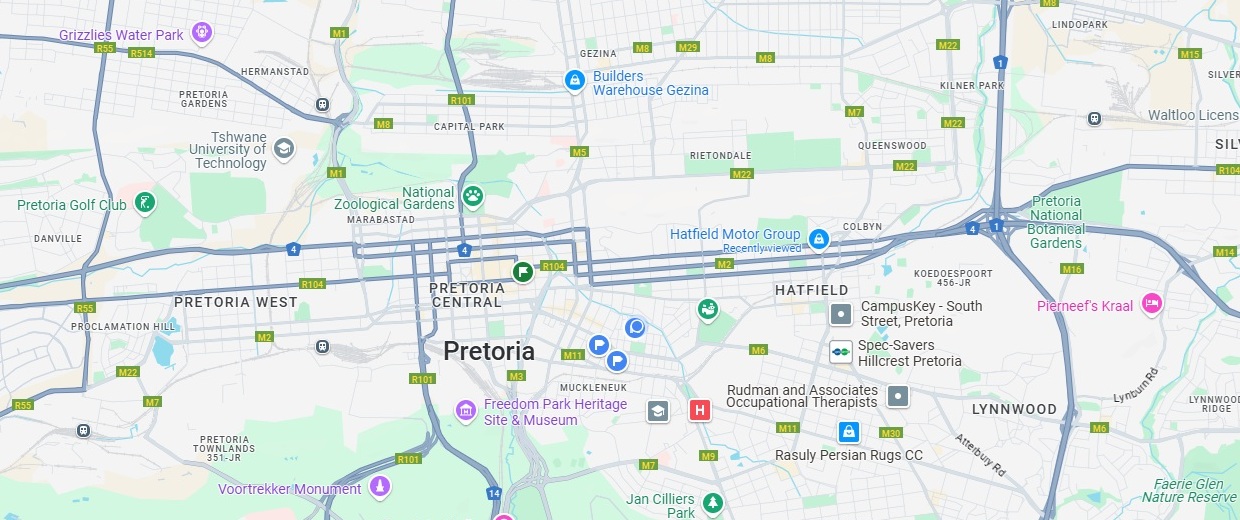 M1
M8
LINDOPARK
Grizzlies Water Park
R55
R514
GEZINA
M8
M29
M8
M22
1
M15
HERMANSTAD
Builders
Warehouse Gezina
SILVER
KILNER PARK
PRETORIA
GARDENS
R101
M7
Waltloo Licens
M8
CAPITAL PARK
M22
Tshwane
University of
Technology
M5
RIETONDALE
QUEENSWOOD
SIL
M1
M22
M22
R104
National
Zoological Gardens
Pretoria Golf Club
Pretoria
National
Botanical
Gardens
MARABASTAD
DANVILLE
Hatfield Motor Group
Recently viewed
COLBYN
4
1
4
4
M14
R104
M2
M16
KOEDOESPOORT
456-JR
R104
PRETORIA
CENTRAL
HATFIELD
PRETORIA WEST
R55
CampusKey - South
Street, Pretoria
Pierneef's Kraal
PROCLAMATION HILL
M2
Pretoria
M11
M6
Spec-Savers
Hillcrest Pretoria
M22
R101
M3
MUCKLENEUK
Lynburn Rd
Rudman and Associates
Occupational Therapists
R55
M7
Freedom Park Heritage
Site & Museum
H
LYNNWOOD
LYNNWOOD
RIDGE
M11
M30
M6
PRETORIA
TOWNLANDS
351-JR
R101
M7
M9
Rasuly Persian Rugs CC
Atterbury Rd
Voortrekker Monument
14
Jan Cilliers
Park
Faerie Glen
Nature Reserve